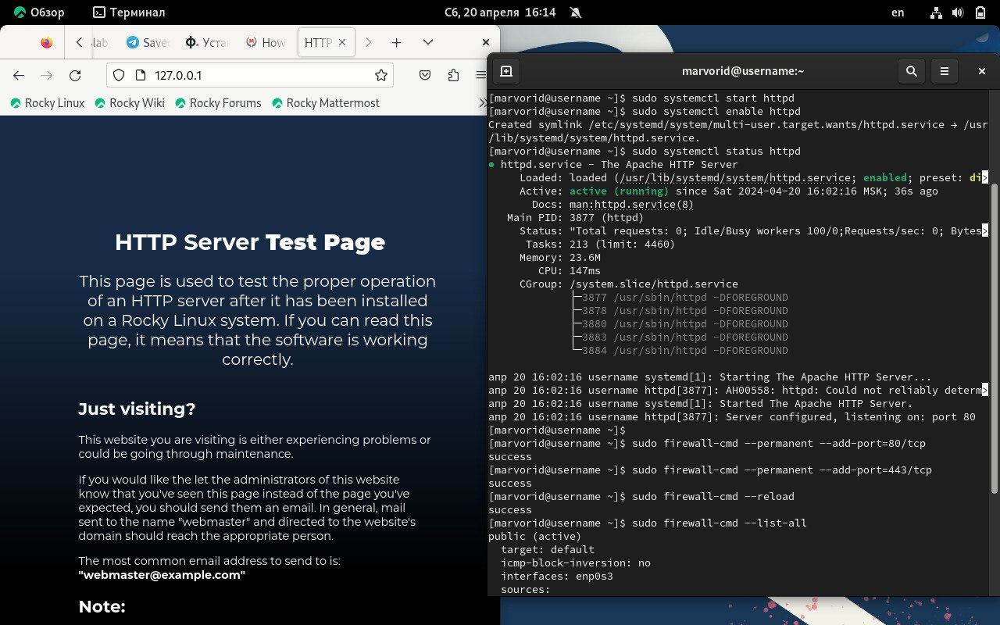 Обзор
Терминал
Сб, 20 апреля 16:14
en
Save
Уста
How
HTTP
127.0.0.1
Rocky Linux
Rocky Wiki
Rocky Forums
Rocky Mattermost
HTTP Server Test Page
This page is used to test the proper operation
of an HTTP server after it has been installed
on a Rocky Linux system. If you can read this
page, it means that the software is working
correctly.
Just visiting?
This website you are visiting is either experiencing problems or
could be going through maintenance.
If you would like the let the administrators of this website
know that you've seen this page instead of the page you've
expected, you should send them an email. In general, mail
sent to the name "webmaster" and directed to the website's
domain should reach the appropriate person.
The most common email address to send to is:
"webmaster@example.com"
Note:
marvorid@username:~
[marvorid@username ~]$ sudo systemctl start httpd
[marvorid@username ~]$ sudo systemctl enable httpd
Created symlink /etc/systemd/system/multi-user.target.wants/httpd.service → /usr
/lib/systemd/system/httpd.service.
[marvorid@username ~]$ sudo systemctl status httpd
● httpd.service - The Apache HTTP Server
Loaded: loaded (/usr/lib/systemd/system/httpd.service; enabled; preset: di>
Active: active (running) since Sat 2024-04-20 16:02:16 MSK; 36s ago
Docs: man:httpd.service(8)
Main PID: 3877 (httpd)
Status: "Total requests: 0; Idle/Busy workers 100/0;Requests/sec: 0; Bytes>
Tasks: 213 (limit: 4460)
Memory: 23.6M
CPU: 147ms
CGroup: /system.slice/httpd.service
├─3877 /usr/sbin/httpd -DFOREGROUND
├─3878 /usr/sbin/httpd -DFOREGROUND
├─3880 /usr/sbin/httpd -DFOREGROUND
├─3883 /usr/sbin/httpd -DFOREGROUND
└─3884 /usr/sbin/httpd -DFOREGROUND
апр 20 16:02:16 username systemd[1]: Starting The Apache HTTP Server...
апр 20 16:02:16 username httpd[3877]: AH00558: httpd: Could not reliably determ>
апр 20 16:02:16 username systemd[1]: Started The Apache HTTP Server.
апр 20 16:02:16 username httpd[3877]: Server configured, listening on: port 80
[marvorid@username ~]$
[marvorid@username ~]$ sudo firewall-cmd --permanent --add-port=80/tcp
success
[marvorid@username ~]$ sudo firewall-cmd --permanent --add-port=443/tcp
success
[marvorid@username ~]$ sudo firewall-cmd --reload
success
[marvorid@username ~]$ sudo firewall-cmd --list-all
public (active)
target: default
icmp-block-inversion: no
interfaces: enp0s3
sources: